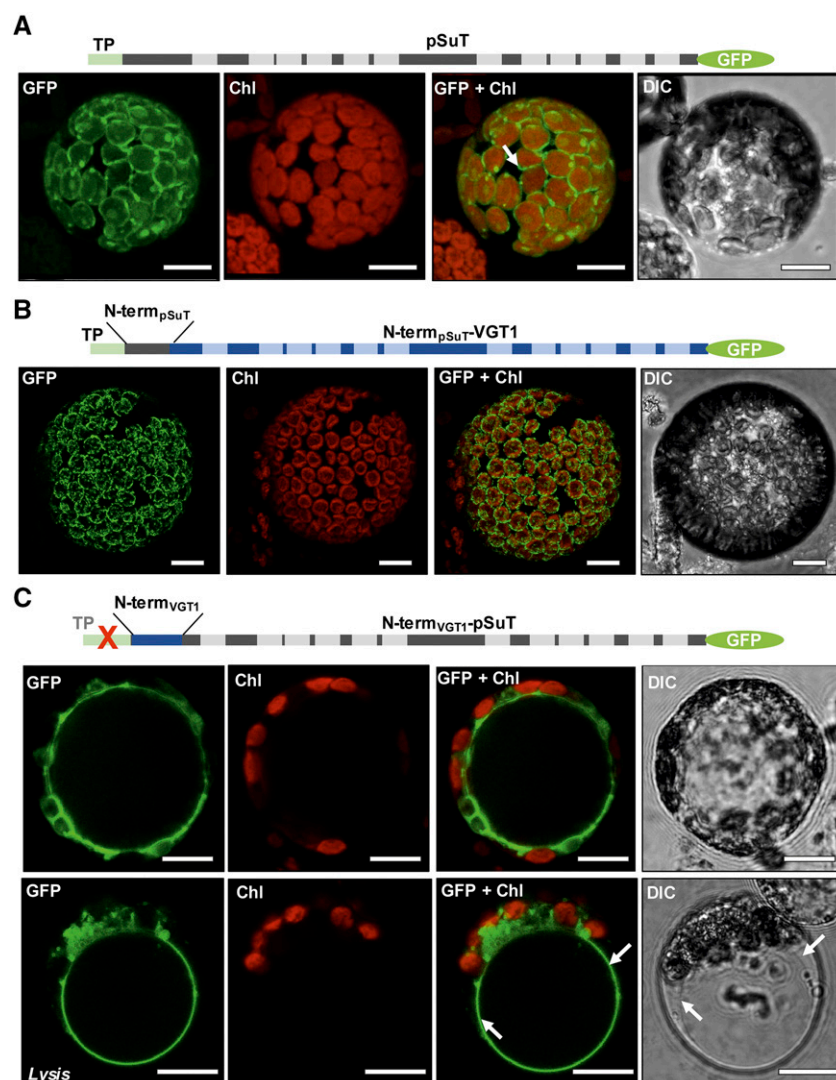 A
TP pSuT GFP
GFP Chl GFP + Chl DIC
B
N-termpSuT
TP N-termpSuT-VGT1 GFP
GFP Chl GFP + Chl DIC
C
N-termVGT1
TP X N-termVGT1-pSuT GFP
GFP Chl GFP + Chl DIC
GFP Chl GFP + Chl DIC
Lysis